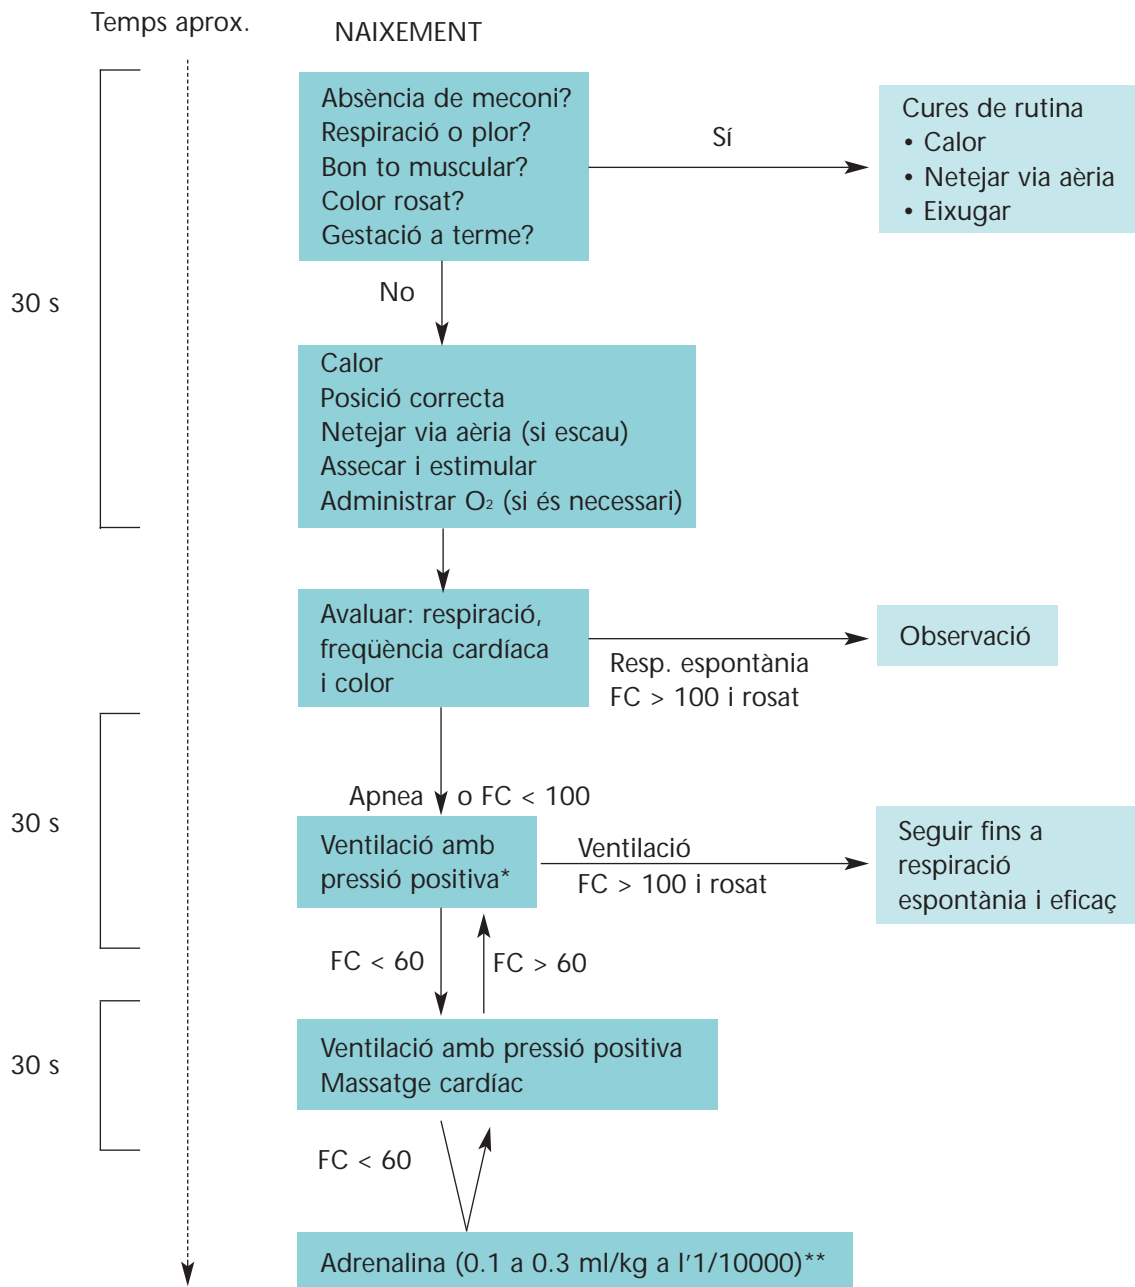 Temps aprox.
NAIXEMENT
Absència de meconi?
Respiració o plor?
Bon to muscular?
Color rosat?
Gestació a terme?
Sí
Cures de rutina
• Calor
• Netejar via aèria
• Eixugar
30 s
No
Calor
Posició correcta
Netejar via aèria (si escau)
Assecar i estimular
Administrar O₂ (si és necessari)
Avaluar: respiració,
freqüència cardíaca
i color
Resp. espontània
FC > 100 i rosat
Observació
30 s
Apnea o FC < 100
Ventilació amb
pressió positiva*
Ventilació
FC > 100 i rosat
Seguir fins a
respiració
espontània i eficaç
FC < 60
FC > 60
30 s
Ventilació amb pressió positiva
Massatge cardíac
FC < 60
Adrenalina (0.1 a 0.3 ml/kg a l'1/10000)**